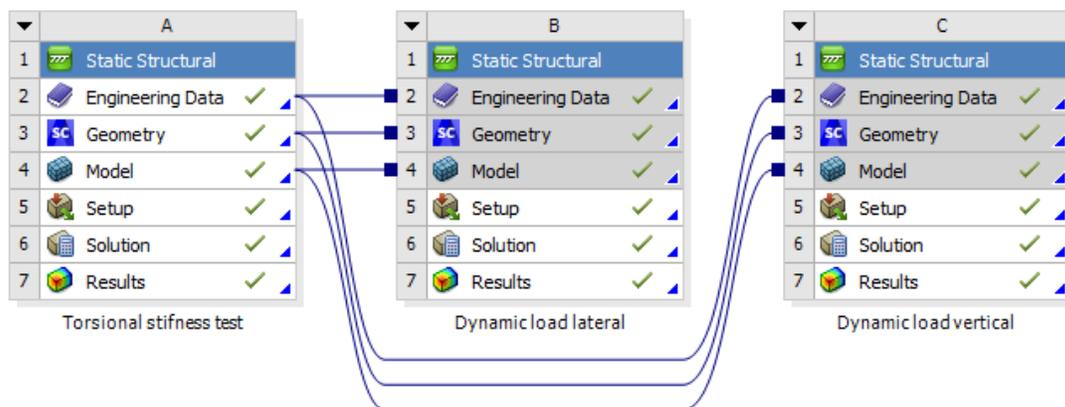 A
1 Static Structural
2 Engineering Data
3 SC Geometry
4 Model
5 Setup
6 Solution
7 Results
Torsional stifness test
B
1 Static Structural
2 Engineering Data
3 SC Geometry
4 Model
5 Setup
6 Solution
7 Results
Dynamic load lateral
C
1 Static Structural
2 Engineering Data
3 SC Geometry
4 Model
5 Setup
6 Solution
7 Results
Dynamic load vertical